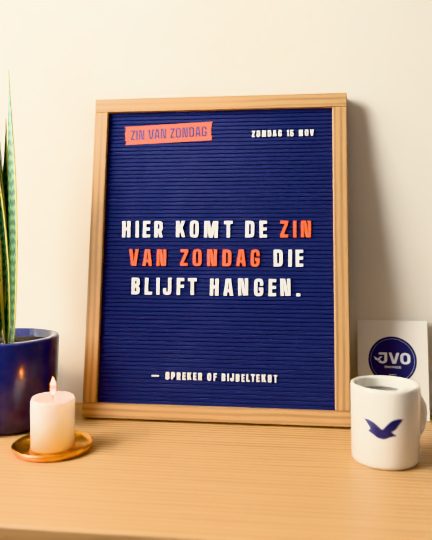 ZIN VAN ZONDAG
ZONDAG 15 NOV
HIER KOMT DE ZIN
VAN ZONDAG DIE
BLIJFT HANGEN.
— SPREKER OF BIJBELTEKST
JVO